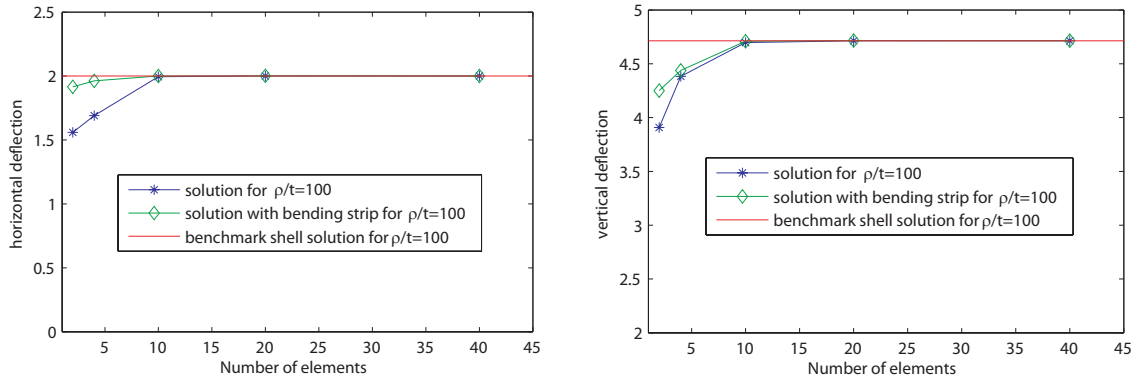 2.5
2
1.5
1
0.5
0
horizontal deflection
solution for ρ/t=100
solution with bending strip for ρ/t=100
benchmark shell solution for ρ/t=100
5 10 15 20 25 30 35 40 45
Number of elements
5
4.5
4
3.5
3
2.5
2
vertical deflection
solution for ρ/t=100
solution with bending strip for ρ/t=100
benchmark shell solution for ρ/t=100
5 10 15 20 25 30 35 40 45
Number of elements